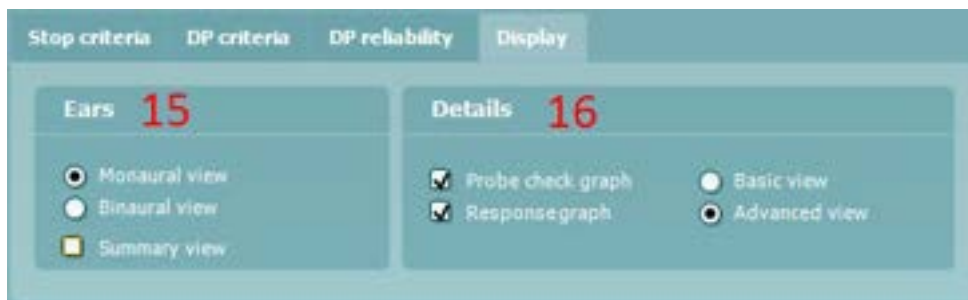 Stop criteria DP criteria DP reliability Display
Ears 15
Monaural view
Binaural view
Summary view
Details 16
Probe check graph
Response graph
Basic view
Advanced view